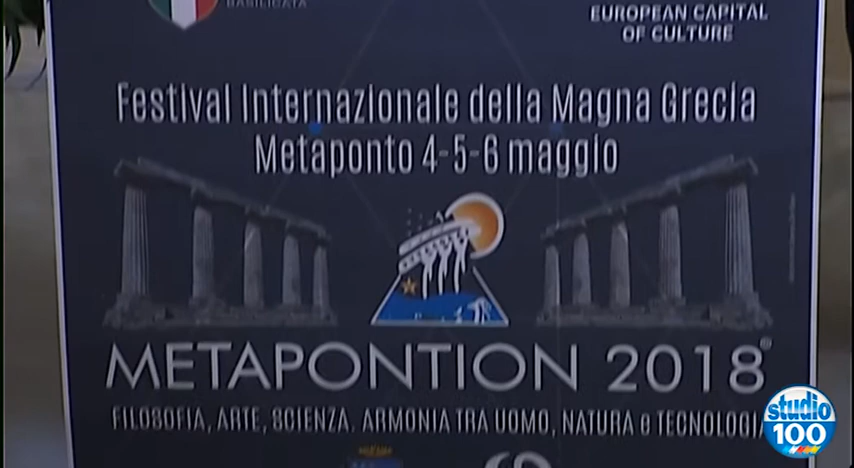 BASILICATA
EUROPEAN CAPITAL
OF CULTURE
Festival Internazionale della Magna Grecia
Metaponto 4-5-6 maggio
METAPONTION 2018®
FILOSOFIA, ARTE, SCIENZA, ARMONIA TRA UOMO, NATURA e TECNOLOGIA
studio
100